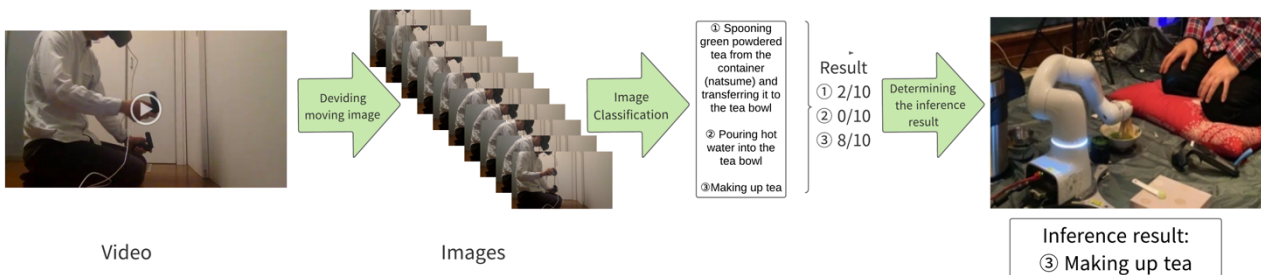 Video
Deviding
moving image
Images
Image
Classification
① Spooning
green powdered
tea from the
container
(natsume) and
transferring it to
the tea bowl
② Pouring hot
water into the
tea bowl
③Making up tea
Result
① 2/10
② 0/10
③ 8/10
Determining
the inference
result
Inference result:
③ Making up tea